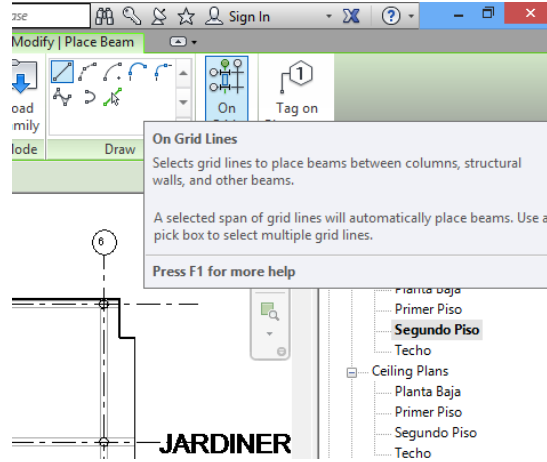 ase
Sign In
Modify | Place Beam
1
oad
On
Tag on
amily
Mode
Draw
On Grid Lines
Selects grid lines to place beams between columns, structural
walls, and other beams.
A selected span of grid lines will automatically place beams. Use a
pick box to select multiple grid lines.
Press F1 for more help
6
Planta Baja
Primer Piso
Segundo Piso
Techo
Ceiling Plans
Planta Baja
Primer Piso
Segundo Piso
Techo
JARDINER